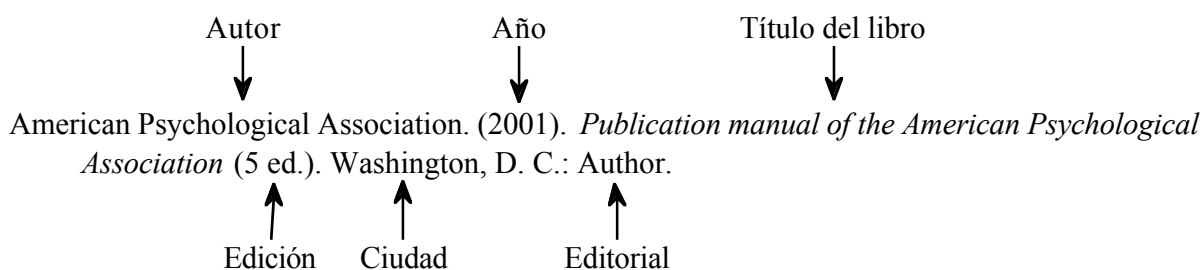 Autor Año Título del libro
American Psychological Association. (2001). Publication manual of the American Psychological
Association (5 ed.). Washington, D. C.: Author.
Edición Ciudad Editorial